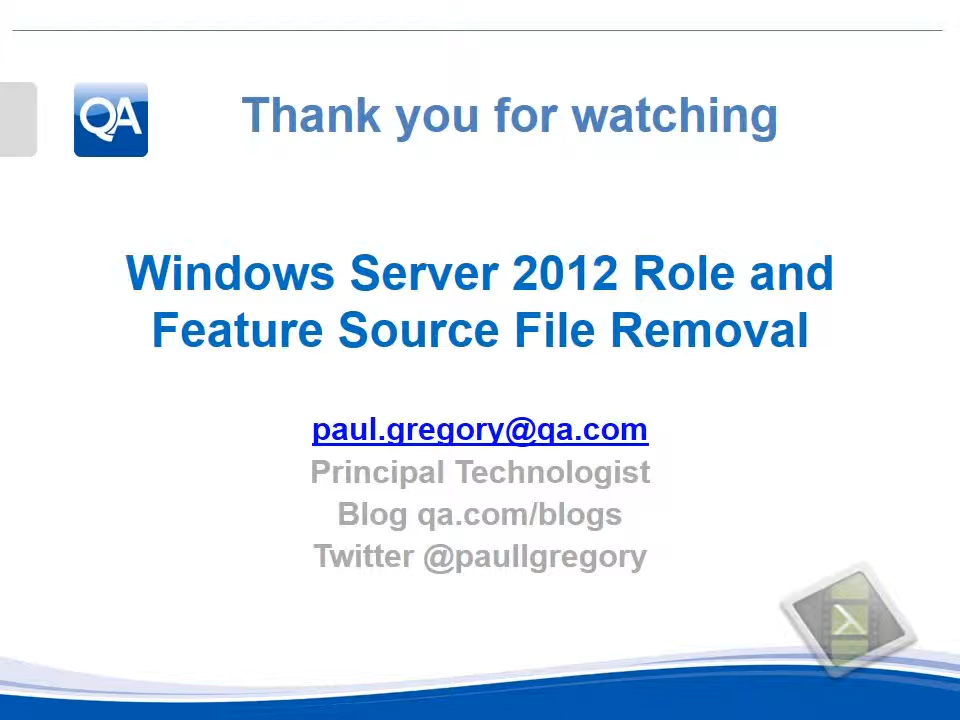 QA
Thank you for watching
Windows Server 2012 Role and
Feature Source File Removal
paul.gregory@qa.com
Principal Technologist
Blog qa.com/blogs
Twitter @paullgregory